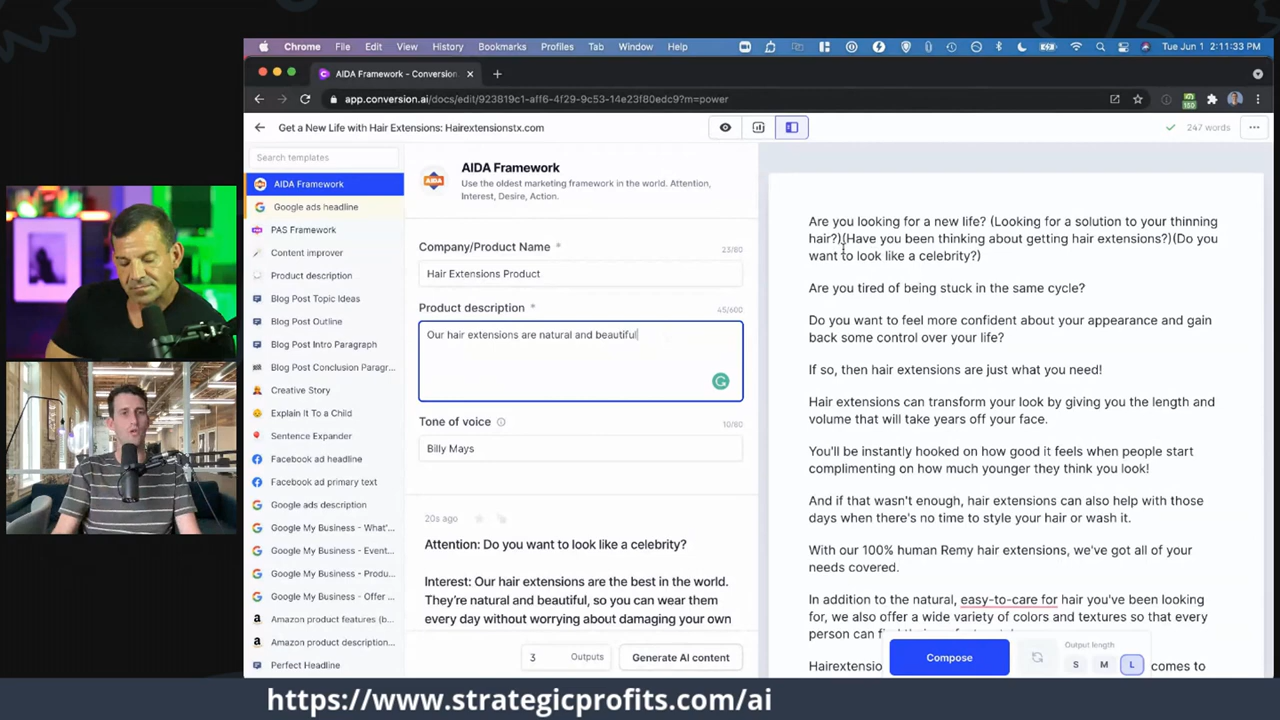 Chrome File Edit View History Bookmarks Profiles Tab Window Help
Tue Jun 1 2:11:33 PM
AIDA Framework - Conversion
app.conversion.ai/docs/edit/923819c1-aff6-4f29-9c53-14e23f80edc9?m=power
150
Get a New Life with Hair Extensions: Hairextensionstx.com
247 words
Search templates
AIDA Framework
Google ads headline
PAS Framework
Content improver
Product description
Blog Post Topic Ideas
Blog Post Outline
Blog Post Intro Paragraph
Blog Post Conclusion Paragr...
Creative Story
Explain It To a Child
Sentence Expander
Facebook ad headline
Facebook ad primary text
Google ads description
Google My Business - What'...
Google My Business - Event...
Google My Business - Produ...
Google My Business - Offer ...
Amazon product features (b...
Amazon product description...
Perfect Headline
AIDA
AIDA Framework
Use the oldest marketing framework in the world. Attention,
Interest, Desire, Action.
Company/Product Name *
23/80
Hair Extensions Product
Product description *
45/600
Our hair extensions are natural and beautiful
Tone of voice
10/80
Billy Mays
20s ago
Attention: Do you want to look like a celebrity?
Interest: Our hair extensions are the best in the world.
They're natural and beautiful, so you can wear them
every day without worrying about damaging your own
3 Outputs
Generate AI content
Are you looking for a new life? (Looking for a solution to your thinning
hair?)(Have you been thinking about getting hair extensions?)(Do you
want to look like a celebrity?)
Are you tired of being stuck in the same cycle?
Do you want to feel more confident about your appearance and gain
back some control over your life?
If so, then hair extensions are just what you need!
Hair extensions can transform your look by giving you the length and
volume that will take years off your face.
You'll be instantly hooked on how good it feels when people start
complimenting on how much younger they think you look!
And if that wasn't enough, hair extensions can also help with those
days when there's no time to style your hair or wash it.
With our 100% human Remy hair extensions, we've got all of your
needs covered.
In addition to the natural, easy-to-care for hair you've been looking
for, we also offer a wide variety of colors and textures so that every
person can
Hairextensio
comes to
Compose
Output length
S M L
https://www.strategicprofits.com/ai